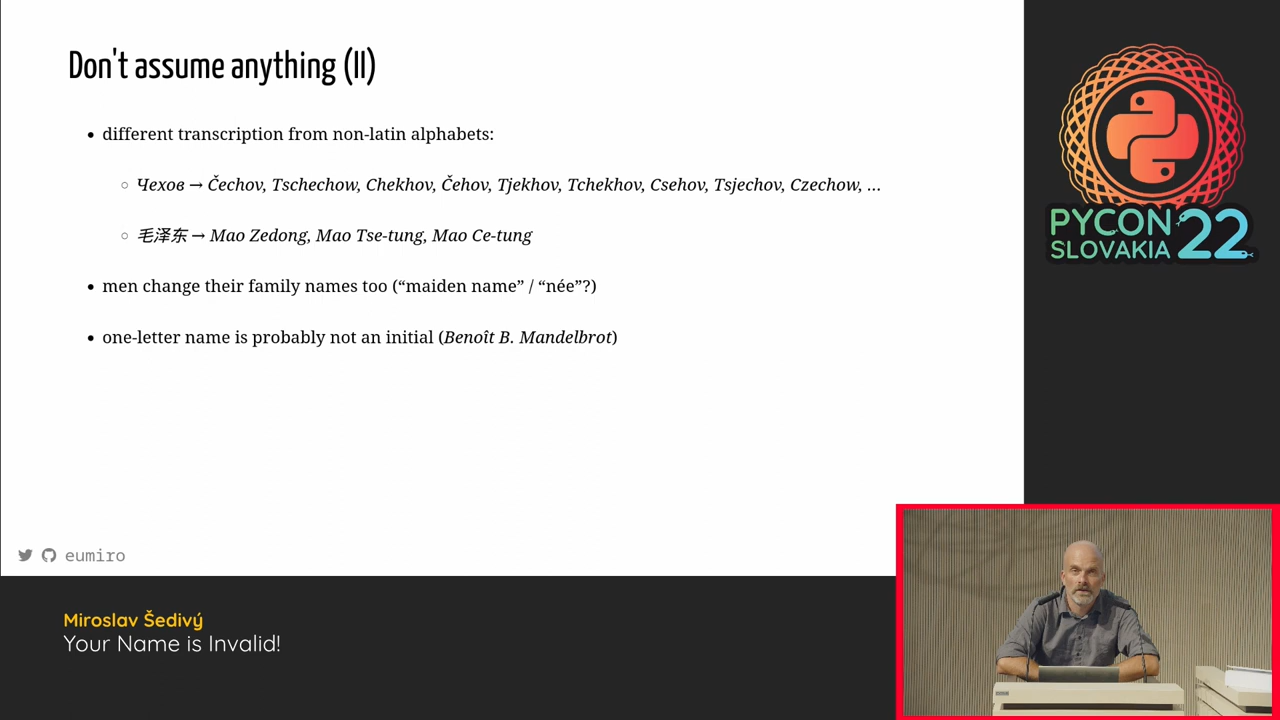 Don't assume anything (II)
• different transcription from non-latin alphabets:
◦ Чехов → Čechov, Tschechow, Chekhov, Čehov, Tjekhov, Tchekhov, Csehov, Tsjechov, Czechow, ...
◦ 毛泽东 → Mao Zedong, Mao Tse-tung, Mao Ce-tung
• men change their family names too (“maiden name” / “née”?)
• one-letter name is probably not an initial (Benoît B. Mandelbrot)
eumiro
PYCON 22
SLOVAKIA
Miroslav Šedivý
Your Name is Invalid!